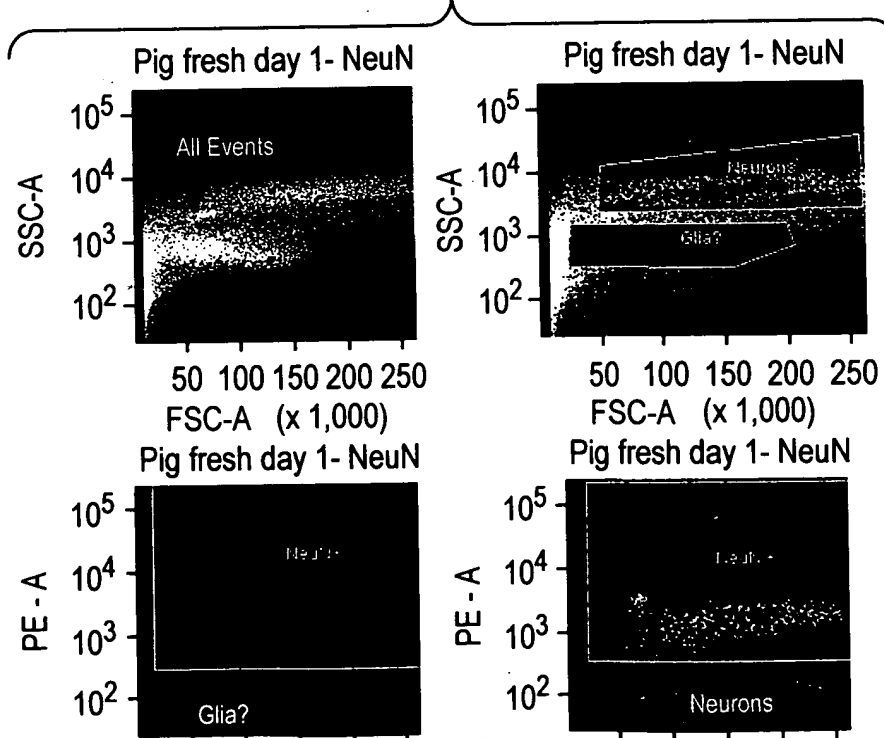 Pig fresh day 1- NeuN
SSC-A
10⁵
10⁴
10³
10²
All Events
50 100 150 200 250
FSC-A (x 1,000)
Pig fresh day 1- NeuN
SSC-A
10⁵
10⁴
10³
10²
Neurons
Glia?
50 100 150 200 250
FSC-A (x 1,000)
Pig fresh day 1- NeuN
PE - A
10⁵
10⁴
10³
10²
Glia?
Pig fresh day 1- NeuN
PE - A
10⁵
10⁴
10³
10²
Neurons